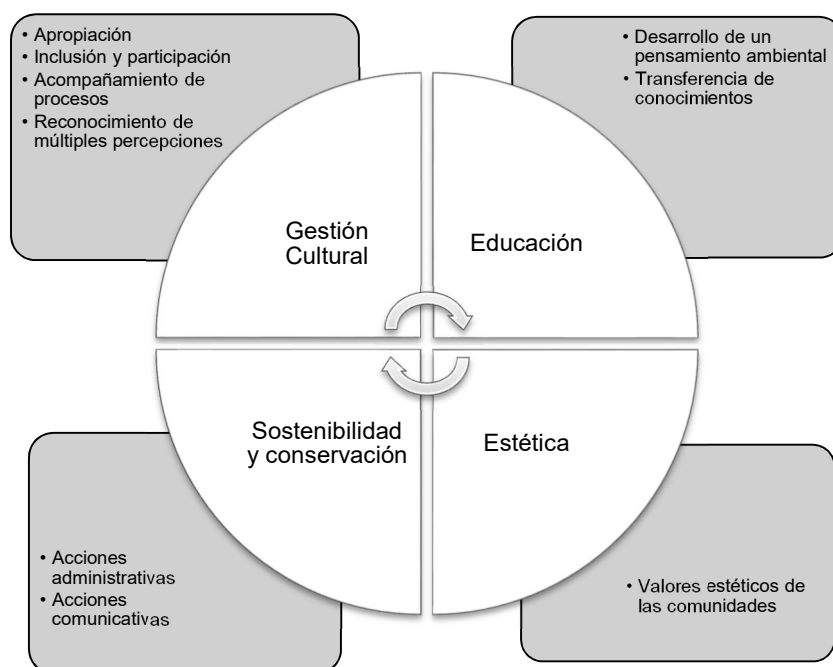 • Apropiación
• Inclusión y participación
• Acompañamiento de
procesos
• Reconocimiento de
múltiples percepciones
• Desarrollo de un
pensamiento ambiental
• Transferencia de
conocimientos
Gestión
Cultural
Educación
Sostenibilidad
y conservación
Estética
• Acciones
administrativas
• Acciones
comunicativas
• Valores estéticos de
las comunidades